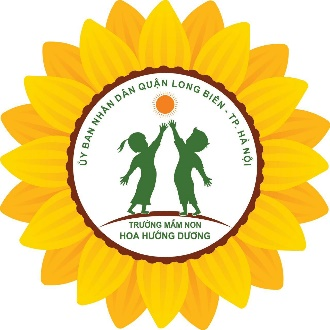 ỦY BAN NHÂN DÂN QUẬN LONG BIÊN - TP. HÀ NỘI
TRƯỜNG MẦM NON
HOA HƯỚNG DƯƠNG